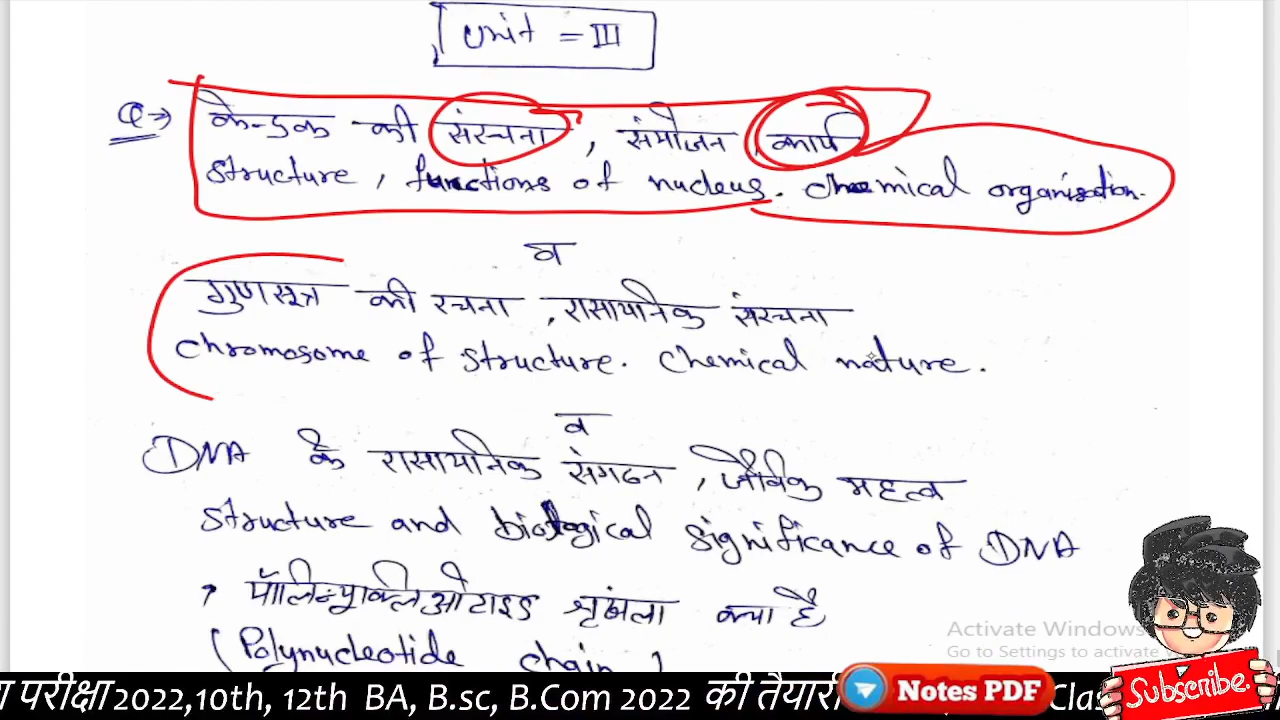 Unit = III
Q → केन्द्रक की संरचना, संयोजन, कार्य
structure, functions of nucleus. chemical organisation.
व
गुणसूत्र की रचना, रासायनिक संरचना
chromosome of structure. chemical nature.
व
DNA के रासायनिक संगठन, जैविक महत्व
structure and biological significance of DNA
, पॉलिन्यूक्लिओटाइड श्रृंखला क्या है
(Polynucleotide chain)
Activate Windows
Go to Settings to activate
परीक्षा 2022,10th, 12th BA, B.sc, B.Com 2022 की तैयारी
Notes PDF
Clas
Subscribe.